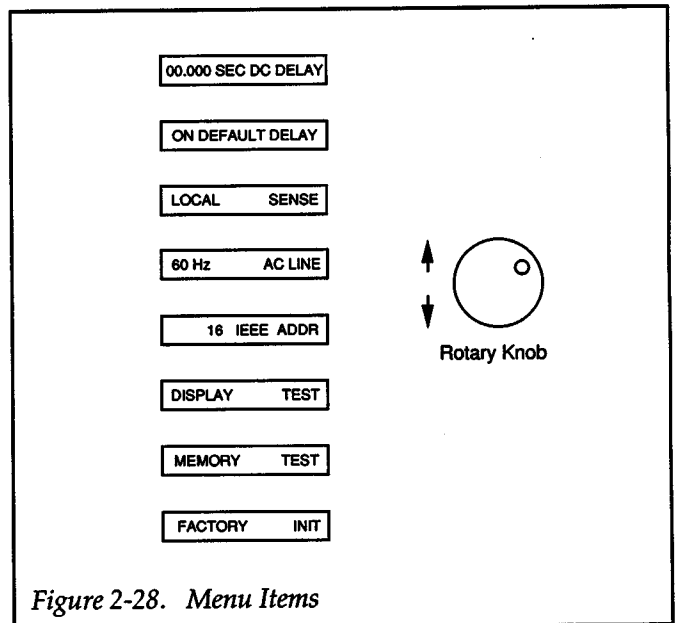 00.000 SEC DC DELAY
ON DEFAULT DELAY
LOCAL SENSE
60 Hz AC LINE
16 IEEE ADDR
DISPLAY TEST
MEMORY TEST
FACTORY INIT
Rotary Knob
Figure 2-28. Menu Items